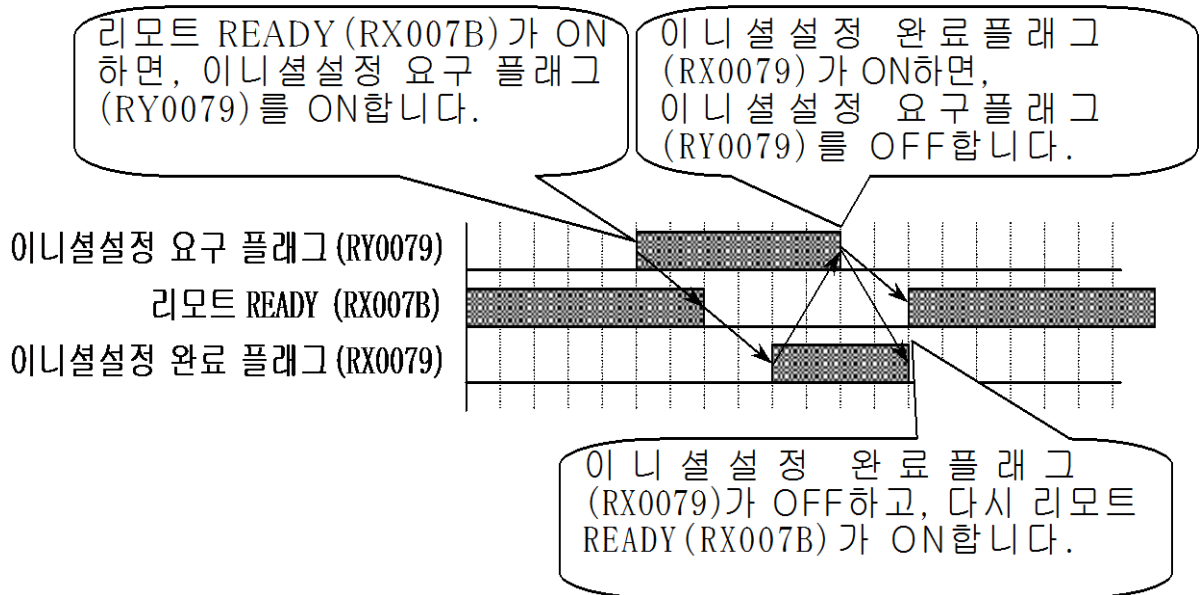 리모트 READY(RX007B)가 ON
하면, 이니셜설정 요구 플래그
(RY0079)를 ON합니다.
이니셜설정 완료플래그
(RX0079)가 ON하면,
이니셜설정 요구플래그
(RY0079)를 OFF합니다.
이니셜설정 요구 플래그(RY0079)
리모트 READY (RX007B)
이니셜설정 완료 플래그(RX0079)
이니셜설정 완료플래그
(RX0079)가 OFF하고, 다시 리모트
READY(RX007B)가 ON합니다.